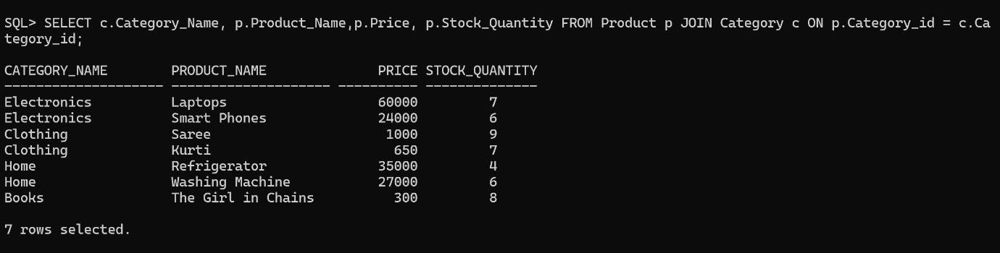 SQL> SELECT c.Category_Name, p.Product_Name,p.Price, p.Stock_Quantity FROM Product p JOIN Category c ON p.Category_id = c.Ca
tegory_id;
CATEGORY_NAME        PRODUCT_NAME              PRICE STOCK_QUANTITY
-------------------- -------------------- ---------- --------------
Electronics          Laptops                   60000              7
Electronics          Smart Phones              24000              6
Clothing             Saree                      1000              9
Clothing             Kurti                       650              7
Home                 Refrigerator              35000              4
Home                 Washing Machine           27000              6
Books                The Girl in Chains          300              8
7 rows selected.